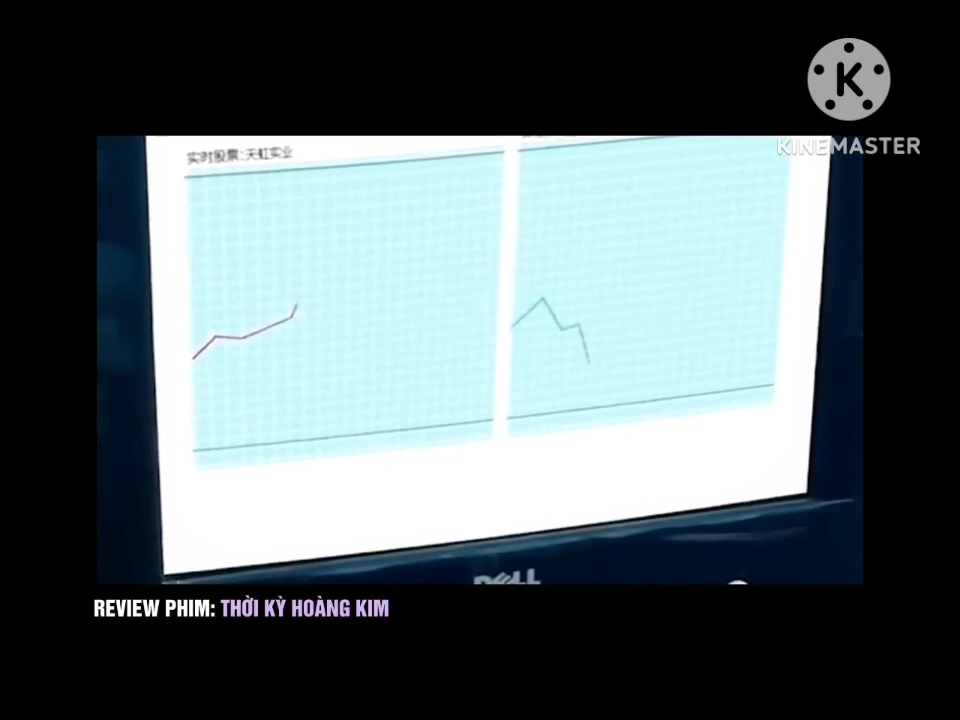 KINEMASTER
实时股票:天虹实业
DELL
REVIEW PHIM: THỜI KỲ HOÀNG KIM